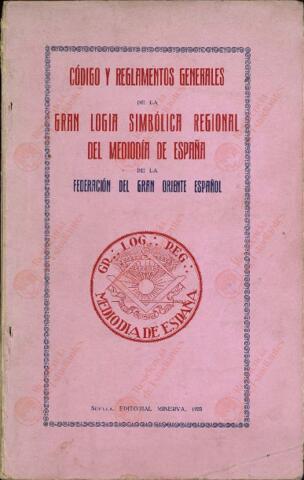 CÓDIGO Y REGLAMENTOS GENERALES
DE LA
GRAN LOGIA SIMBÓLICA REGIONAL
DEL MEDIODÍA DE ESPAÑA
DE LA
FEDERACIÓN DEL GRAN ORIENTE ESPAÑOL
GR∴ LOG∴ REG∴
MEDIODIA DE ESPAÑA
SEVILLA. EDITORIAL MINERVA,